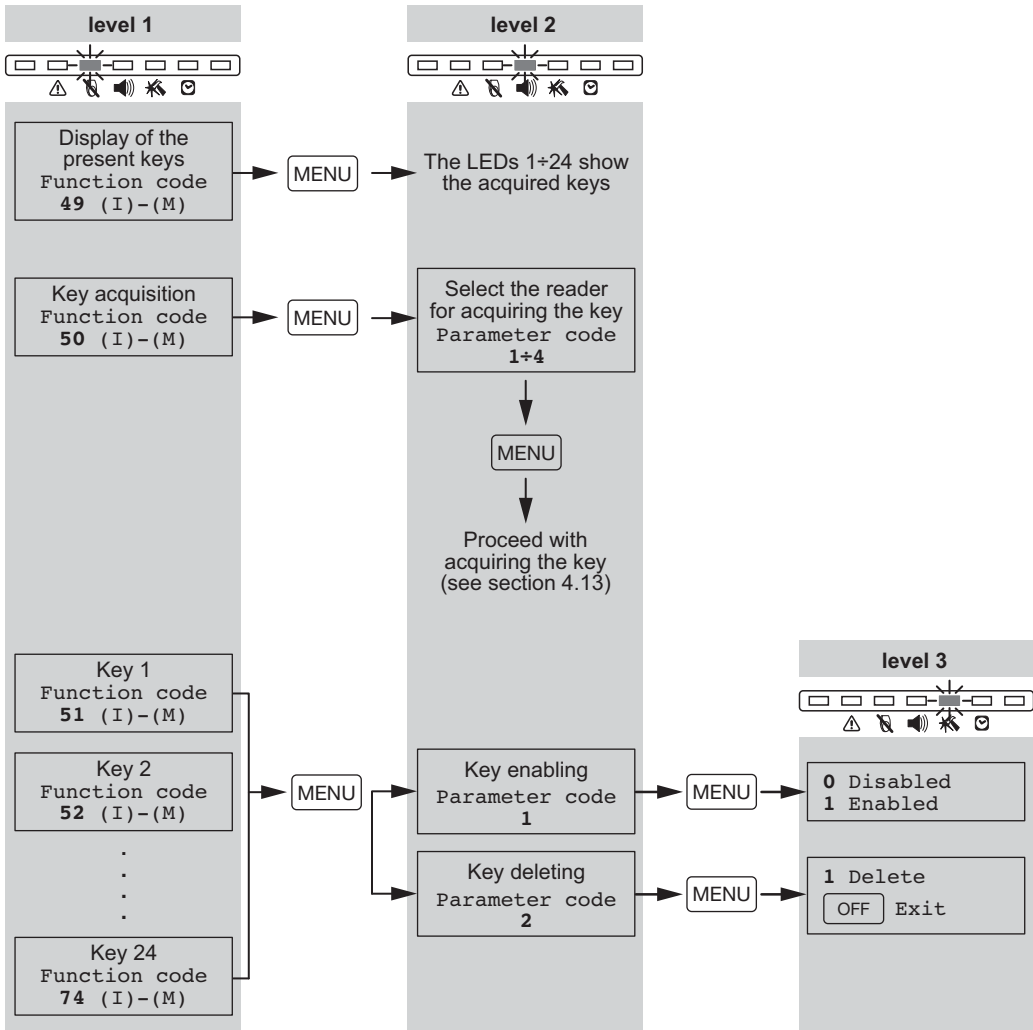 level 1
level 2
Display of the
present keys
Function code
49 (I)–(M)
MENU
The LEDs 1÷24 show
the acquired keys
Key acquisition
Function code
50 (I)–(M)
MENU
Select the reader
for acquiring the key
Parameter code
1÷4
MENU
Proceed with
acquiring the key
(see section 4.13)
level 3
Key 1
Function code
51 (I)–(M)
Key 2
Function code
52 (I)–(M)
.
.
.
.
Key 24
Function code
74 (I)–(M)
MENU
Key enabling
Parameter code
1
MENU
0 Disabled
1 Enabled
Key deleting
Parameter code
2
MENU
1 Delete
OFF Exit